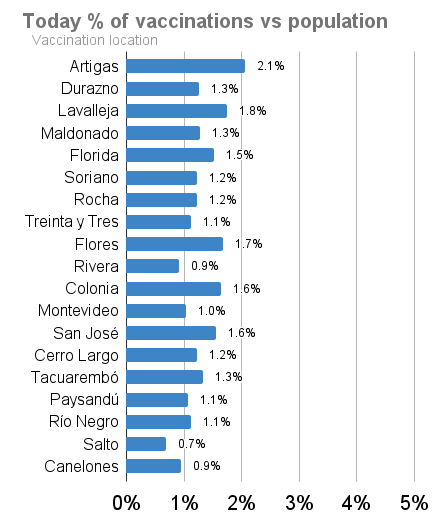 Today % of vaccinations vs population
Vaccination location
Artigas 2.1%
Durazno 1.3%
Lavalleja 1.8%
Maldonado 1.3%
Florida 1.5%
Soriano 1.2%
Rocha 1.2%
Treinta y Tres 1.1%
Flores 1.7%
Rivera 0.9%
Colonia 1.6%
Montevideo 1.0%
San José 1.6%
Cerro Largo 1.2%
Tacuarembó 1.3%
Paysandú 1.1%
Río Negro 1.1%
Salto 0.7%
Canelones 0.9%
0% 1% 2% 3% 4% 5%